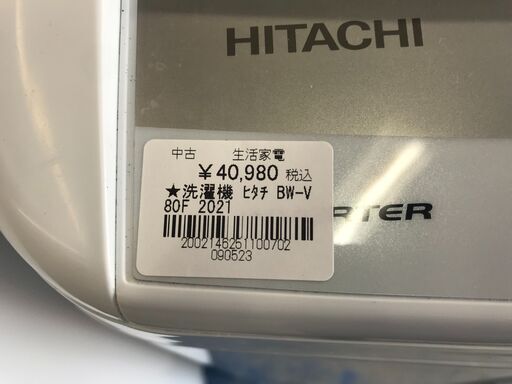 HITACHI
中古 生活家電
¥40,980 税込
★洗濯機 ﾋﾀﾁ BW-V
80F 2021
2002146251100702
090523
RTER